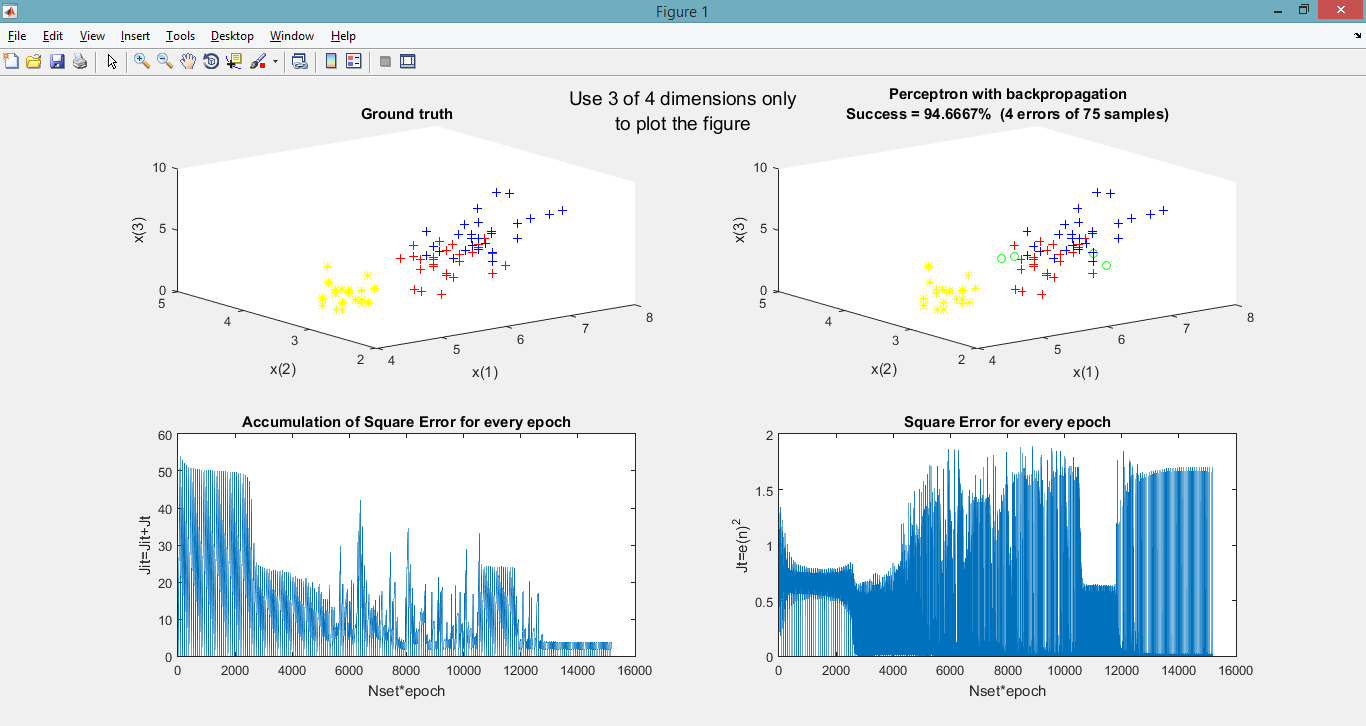 Figure 1
File Edit View Insert Tools Desktop Window Help
Use 3 of 4 dimensions only
to plot the figure
Ground truth
10
5
0
x(3)
5
4
3
2
x(2)
4
5
6
7
8
x(1)
Perceptron with backpropagation
Success = 94.6667% (4 errors of 75 samples)
10
5
0
x(3)
5
4
3
2
x(2)
4
5
6
7
8
x(1)
Accumulation of Square Error for every epoch
60
50
40
30
20
10
0
Jit=Jit+Jt
0 2000 4000 6000 8000 10000 12000 14000 16000
Nset*epoch
Square Error for every epoch
2
1.5
1
0.5
0
Jt=e(n)²
0 2000 4000 6000 8000 10000 12000 14000 16000
Nset*epoch